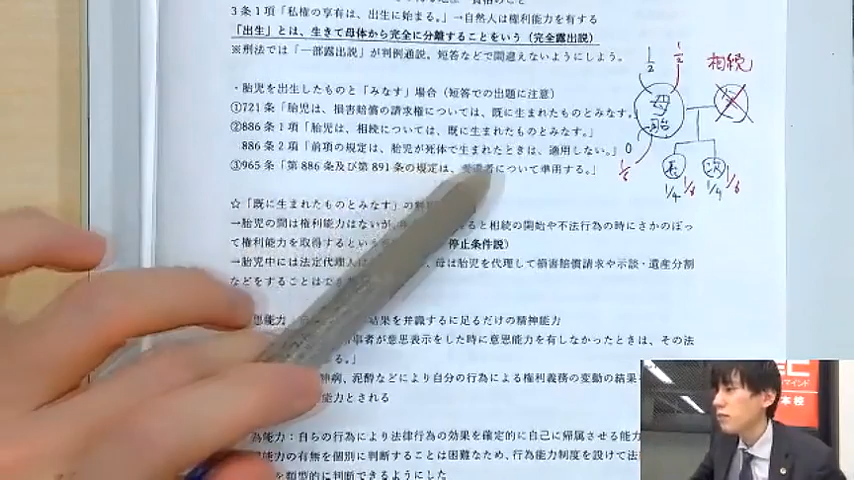 3条1項「私権の享有は、出生に始まる。」→自然人は権利能力を有する
「出生」とは、生きて母体から完全に分離することをいう（完全露出説）
※刑法では「一部露出説」が判例通説、短答などで間違えないようにしよう。
・胎児を出生したものと「みなす」場合（短答での出題に注意）
①721条「胎児は、損害賠償の請求権については、既に生まれたものとみなす。」
②886条1項「胎児は、相続については、既に生まれたものとみなす。」
886条2項「前項の規定は、胎児が死体で生まれたときは、適用しない。」
③965条「第886条及び第891条の規定は、受遺者について準用する。」
☆「既に生まれたものとみなす」の
→胎児の間は権利能力はないが、
ると相続の開始や不法行為の時にさかのぼっ
て権利能力を取得するという
停止条件説）
→胎児中には法定代理人
、母は胎児を代理して損害賠償請求や示談・遺産分割
などをすることはでき
思能力
結果を弁識するに足るだけの精神能力
事者が意思表示をした時に意思能力を有しなかったときは、その法
る。」
病、泥酔などにより自分の行為による権利義務の変動の結果
能力とされる
為能力：自らの行為により法律行為の効果を確定的に自己に帰属させる能力
能力の有無を個別に判断することは困難なため、行為能力制度を設けて法
を類型的に判断できるようにした
相続
1/2
1/2
母
胎
0
1/6
長
次
1/4
1/6
1/4
1/6
マインド
本校